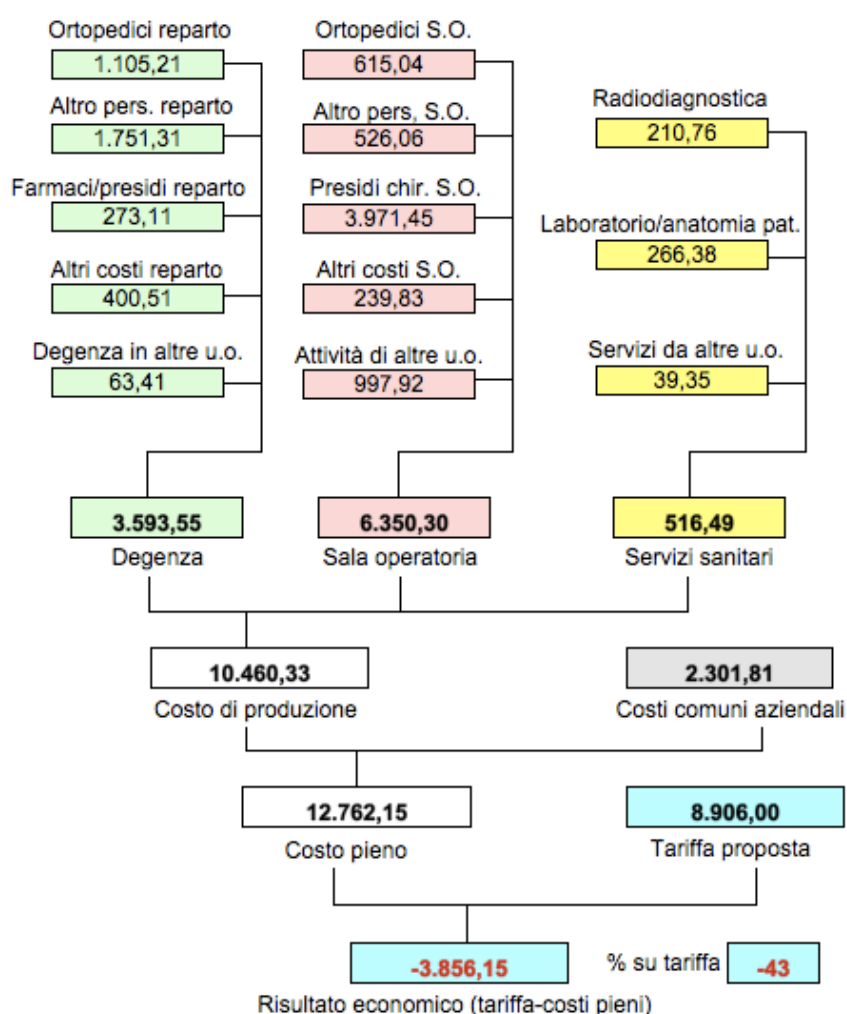 Ortopedici reparto
1.105,21
Altro pers. reparto
1.751,31
Farmaci/presidi reparto
273,11
Altri costi reparto
400,51
Degenza in altre u.o.
63,41
Ortopedici S.O.
615,04
Altro pers, S.O.
526,06
Presidi chir. S.O.
3.971,45
Altri costi S.O.
239,83
Attività di altre u.o.
997,92
Radiodiagnostica
210,76
Laboratorio/anatomia pat.
266,38
Servizi da altre u.o.
39,35
3.593,55
Degenza
6.350,30
Sala operatoria
516,49
Servizi sanitari
10.460,33
Costo di produzione
2.301,81
Costi comuni aziendali
12.762,15
Costo pieno
8.906,00
Tariffa proposta
-3.856,15
% su tariffa
-43
Risultato economico (tariffa-costi pieni)